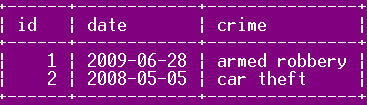 +------+------------+---------------+
| id   | date       | crime         |
+------+------------+---------------+
|    1 | 2009-06-28 | armed robbery |
|    2 | 2008-05-05 | car theft     |
+------+------------+---------------+